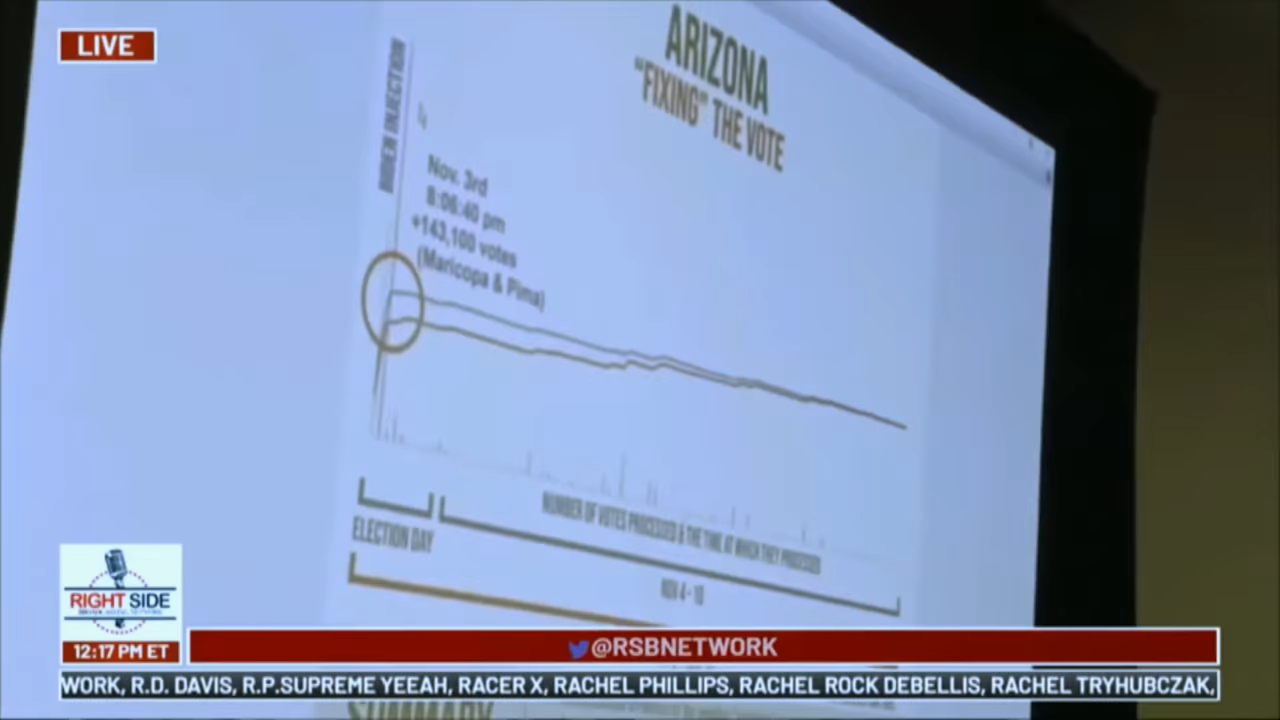 LIVE
ARIZONA
"FIXING" THE VOTE
INJECTION
Nov. 3rd
8:06:40 pm
+143,100 votes
(Maricopa & Pima)
NUMBER OF VOTES PROCESSED & THE TIME AT WHICH THEY PROCESSED
ELECTION DAY
NOV 4 - 10
RIGHT SIDE
12:17 PM ET
@RSBNETWORK
WORK, R.D. DAVIS, R.P.SUPREME YEEAH, RACER X, RACHEL PHILLIPS, RACHEL ROCK DEBELLIS, RACHEL TRYHUBCZAK,
SUMMARY